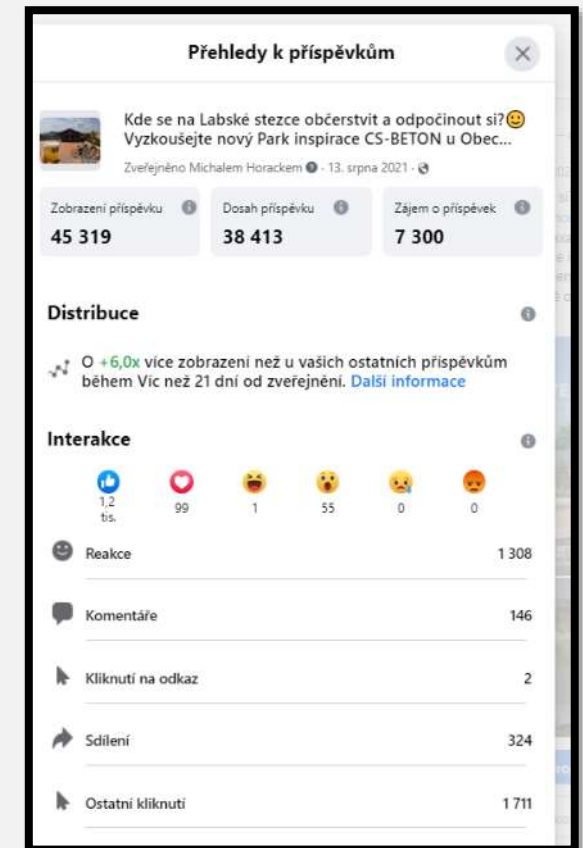 Přehledy k příspěvkům
Kde se na Labské stezce občerstvit a odpočinout si?🙂
Vyzkoušejte nový Park inspirace CS-BETON u Obec...
Zveřejněno Michalem Horackem · 13. srpna 2021 ·
Zobrazení příspěvku
45 319
Dosah příspěvku
38 413
Zájem o příspěvek
7 300
Distribuce
O +6,0x více zobrazení než u vašich ostatních příspěvkům
během Víc než 21 dní od zveřejnění. Další informace
Interakce
1,2
tis.
99
1
55
0
0
Reakce 1 308
Komentáře 146
Kliknutí na odkaz 2
Sdílení 324
Ostatní kliknutí 1 711